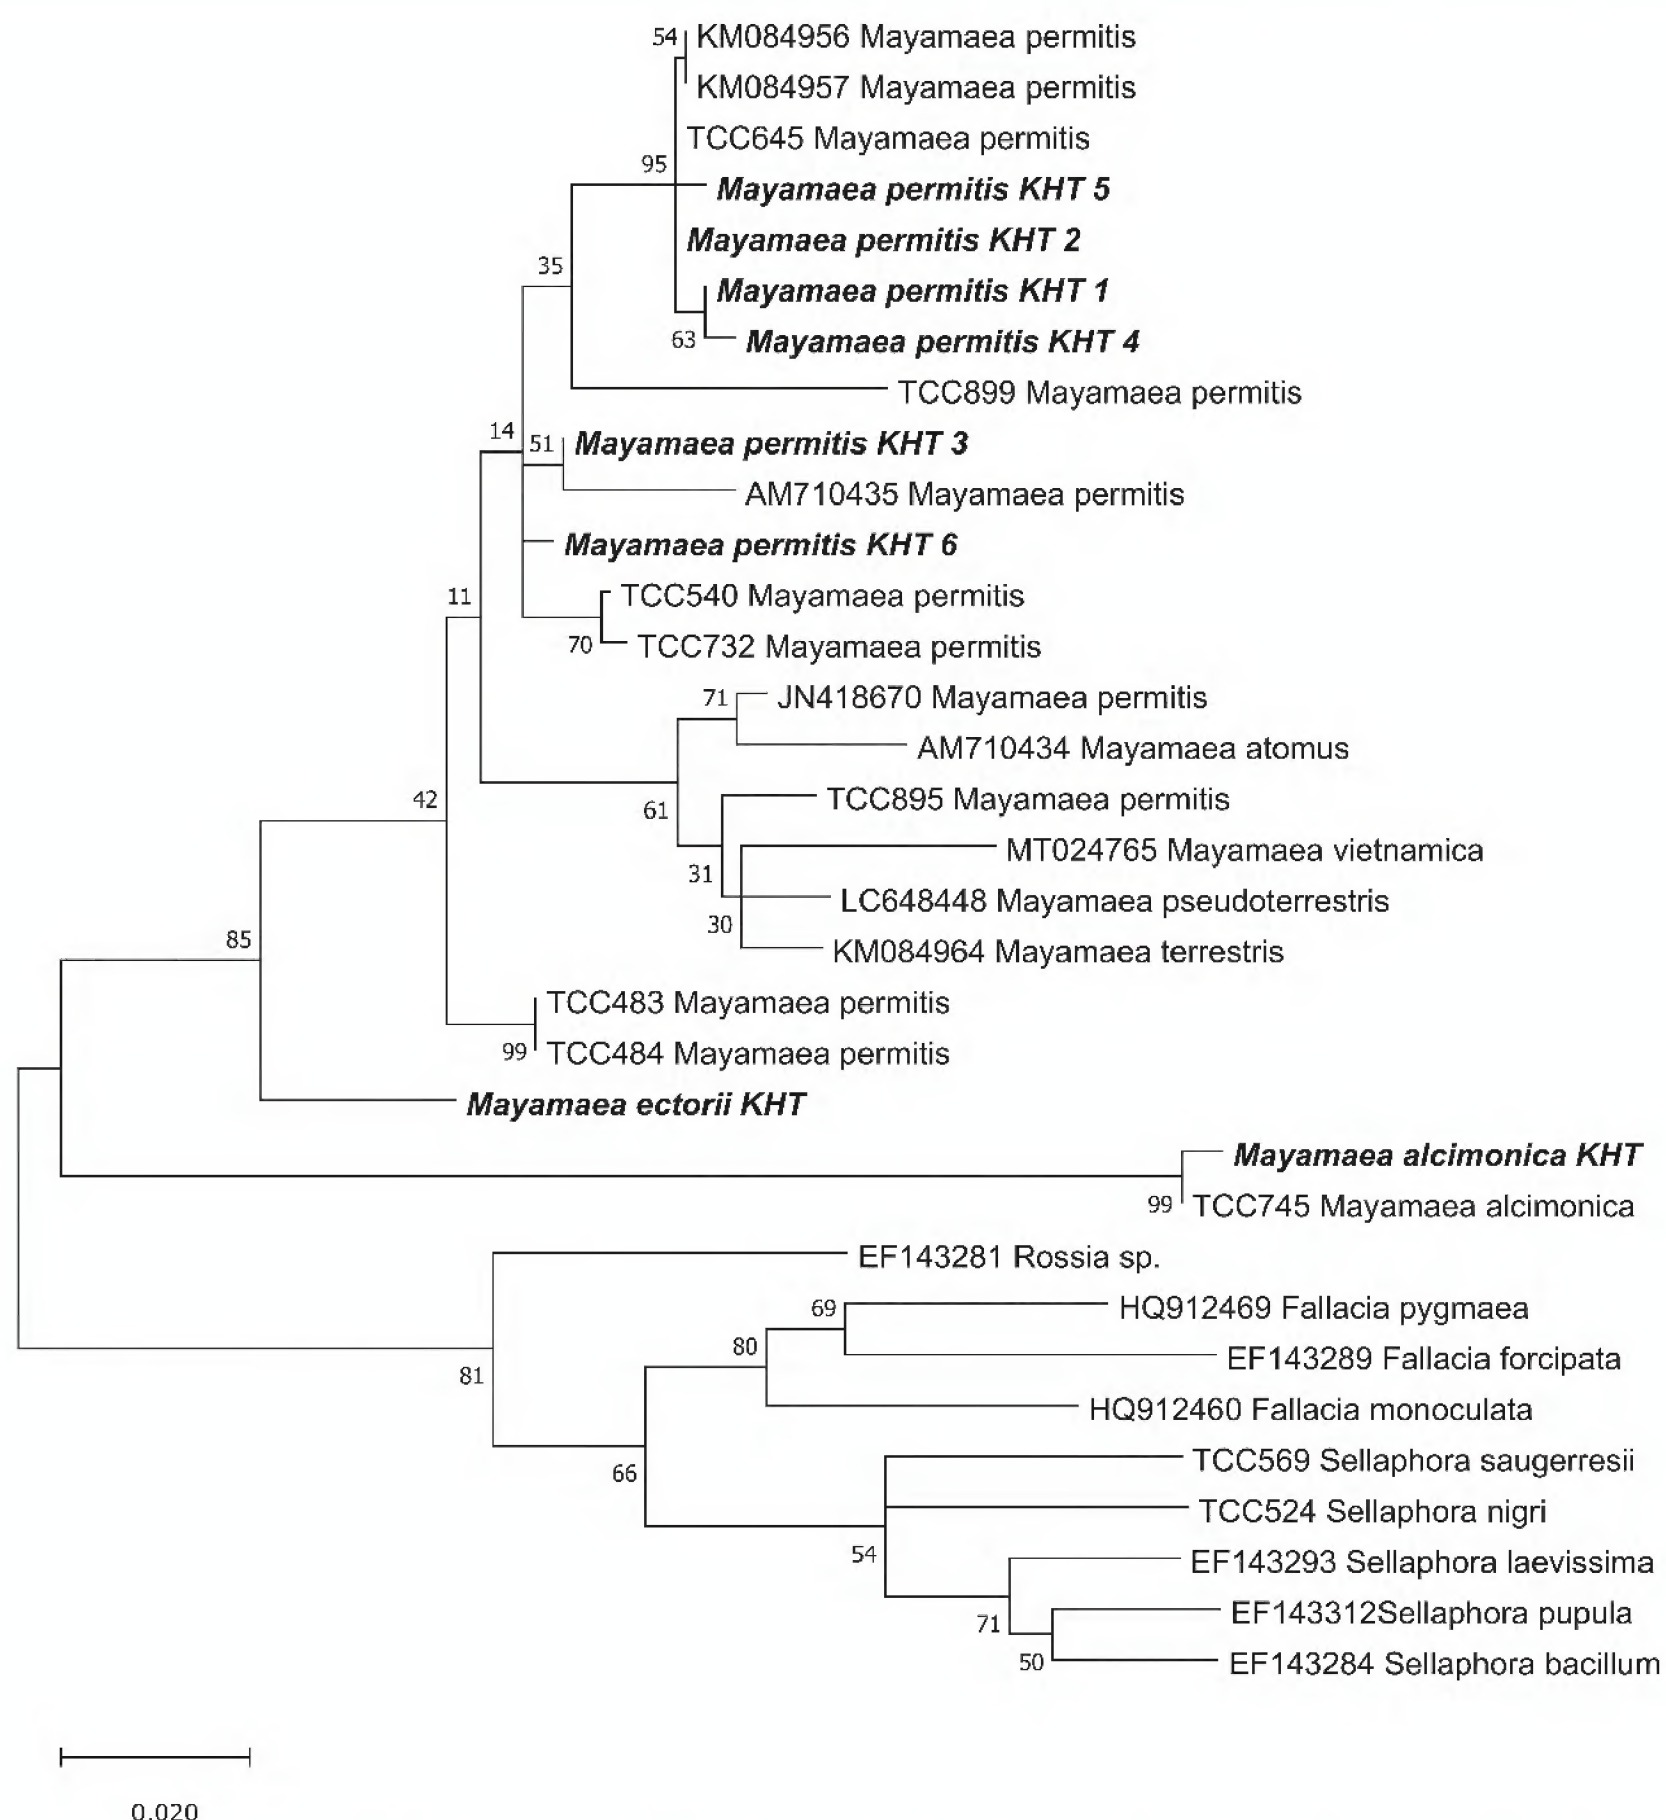 54 KM084956 Mayamaea permitis
KM084957 Mayamaea permitis
TCC645 Mayamaea permitis
95
Mayamaea permitis KHT 5
Mayamaea permitis KHT 2
35
Mayamaea permitis KHT 1
63 Mayamaea permitis KHT 4
TCC899 Mayamaea permitis
14
51 Mayamaea permitis KHT 3
AM710435 Mayamaea permitis
Mayamaea permitis KHT 6
11 TCC540 Mayamaea permitis
70 TCC732 Mayamaea permitis
71 JN418670 Mayamaea permitis
AM710434 Mayamaea atomus
42 TCC895 Mayamaea permitis
61
MT024765 Mayamaea vietnamica
31
LC648448 Mayamaea pseudoterrestris
30
85 KM084964 Mayamaea terrestris
TCC483 Mayamaea permitis
99 TCC484 Mayamaea permitis
Mayamaea ectorii KHT
Mayamaea alcimonica KHT
99 TCC745 Mayamaea alcimonica
EF143281 Rossia sp.
69 HQ912469 Fallacia pygmaea
80 EF143289 Fallacia forcipata
81
HQ912460 Fallacia monoculata
TCC569 Sellaphora saugerresii
66
TCC524 Sellaphora nigri
54 EF143293 Sellaphora laevissima
EF143312Sellaphora pupula
71
50 EF143284 Sellaphora bacillum
0.020